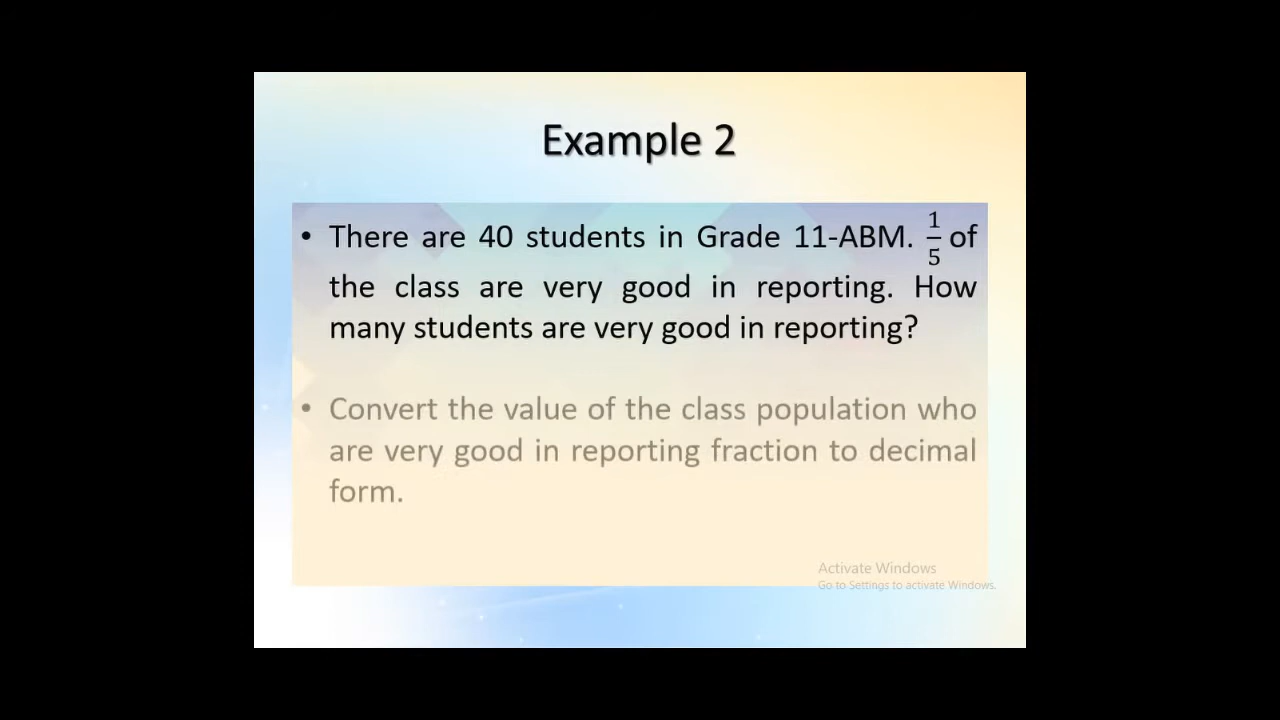 Example 2
• There are 40 students in Grade 11-ABM. 1/5 of
the class are very good in reporting. How
many students are very good in reporting?
• Convert the value of the class population who
are very good in reporting fraction to decimal
form.
Activate Windows
Go to Settings to activate Windows.